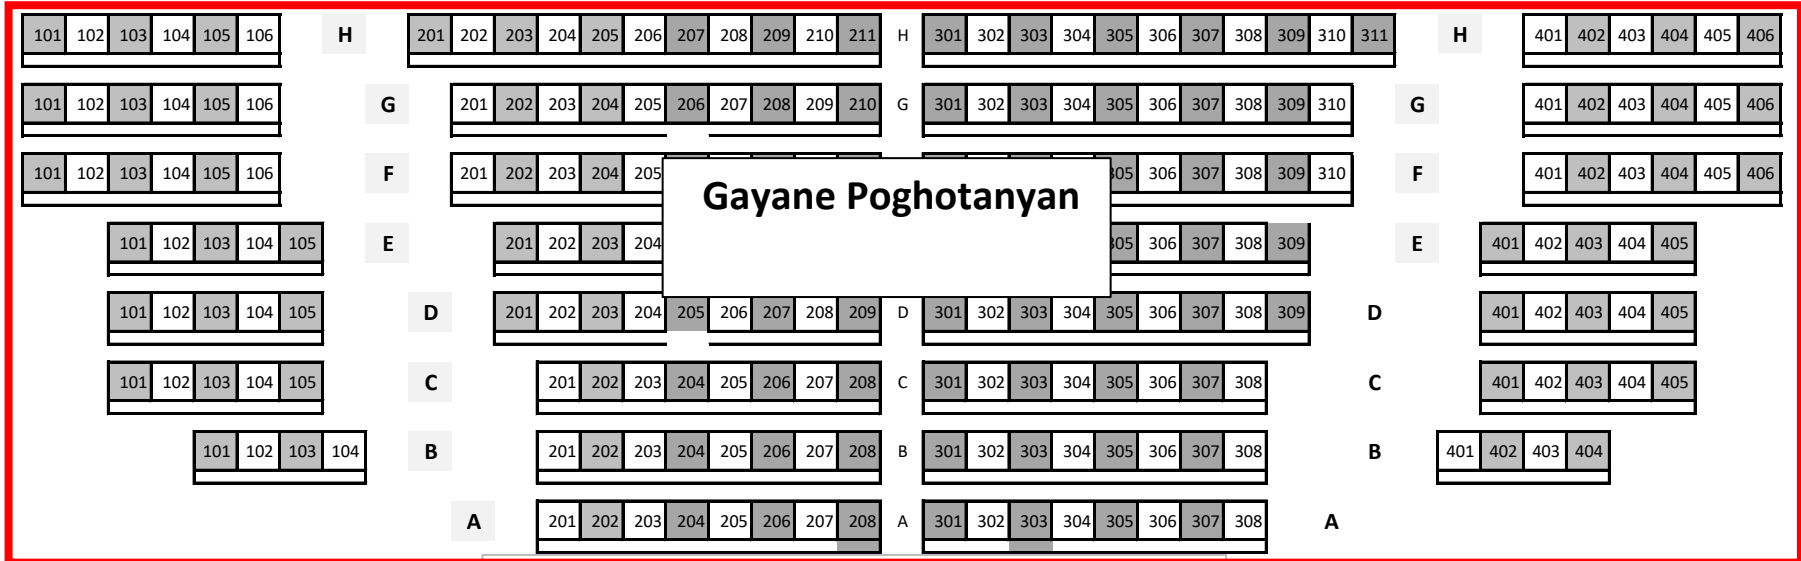 101 102 103 104 105 106 H 201 202 203 204 205 206 207 208 209 210 211 H 301 302 303 304 305 306 307 308 309 310 311 H 401 402 403 404 405 406
101 102 103 104 105 106 G 201 202 203 204 205 206 207 208 209 210 G 301 302 303 304 305 306 307 308 309 310 G 401 402 403 404 405 406
101 102 103 104 105 106 F 201 202 203 204 205 305 306 307 308 309 310 F 401 402 403 404 405 406
Gayane Poghotanyan
101 102 103 104 105 E 201 202 203 204 305 306 307 308 309 E 401 402 403 404 405
101 102 103 104 105 D 201 202 203 204 205 206 207 208 209 D 301 302 303 304 305 306 307 308 309 D 401 402 403 404 405
101 102 103 104 105 C 201 202 203 204 205 206 207 208 C 301 302 303 304 305 306 307 308 C 401 402 403 404 405
101 102 103 104 B 201 202 203 204 205 206 207 208 B 301 302 303 304 305 306 307 308 B 401 402 403 404
A 201 202 203 204 205 206 207 208 A 301 302 303 304 305 306 307 308 A